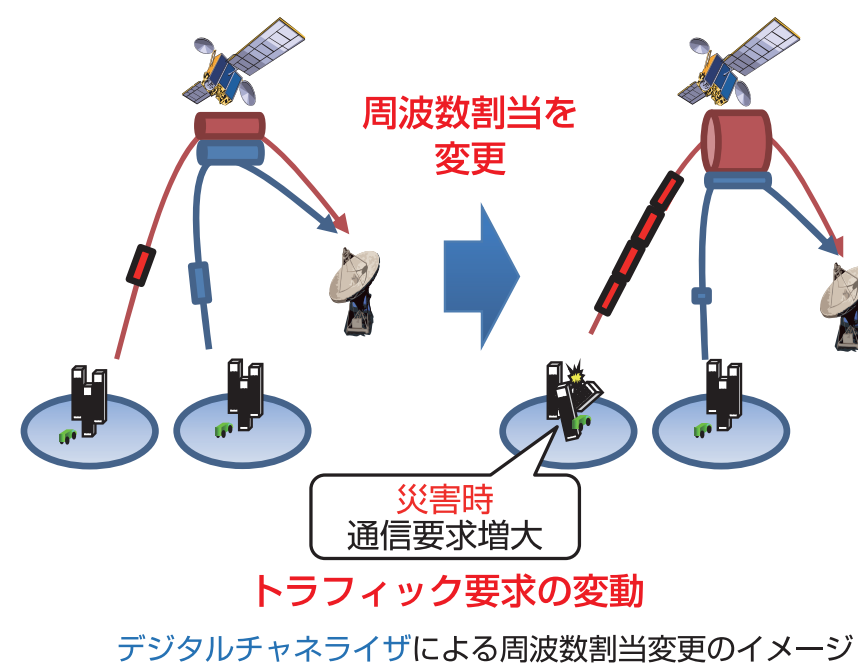 周波数割当を
変更
災害時
通信要求増大
トラフィック要求の変動
デジタルチャネライザによる周波数割当変更のイメージ